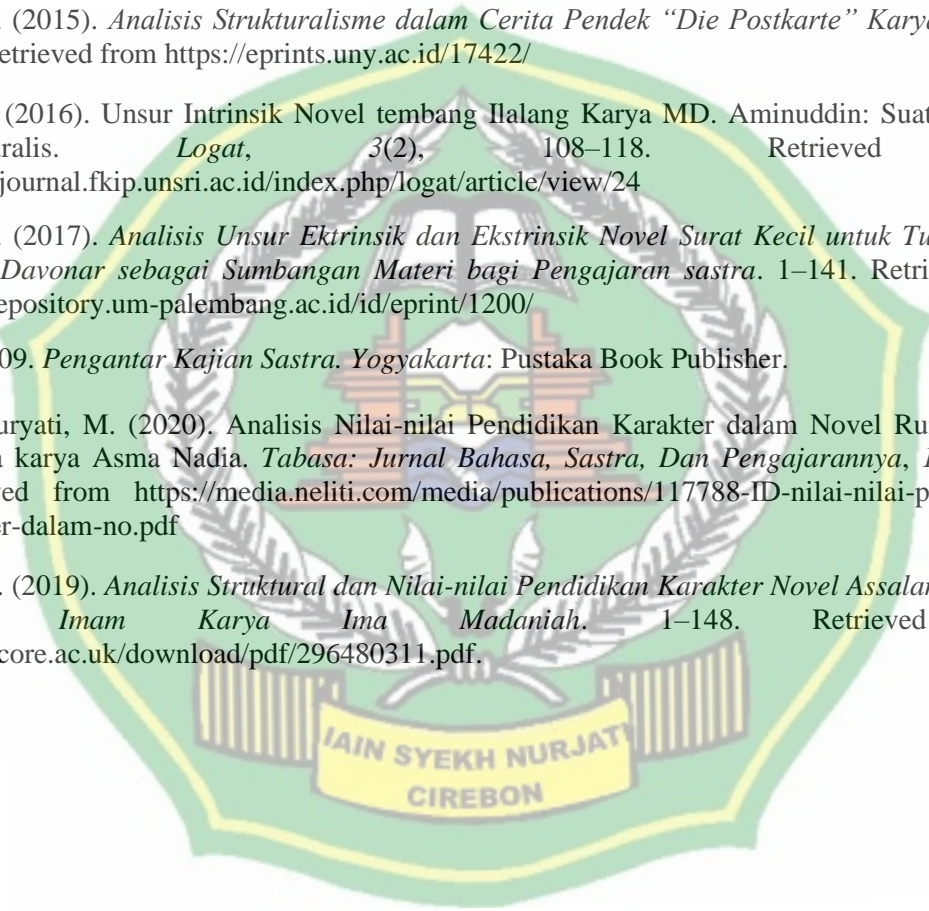 . (2015). Analisis Strukturalisme dalam Cerita Pendek “Die Postkarte” Karya
etrieved from https://eprints.uny.ac.id/17422/
(2016). Unsur Intrinsik Novel tembang Ilalang Karya MD. Aminuddin: Suat
ralis. Logat, 3(2), 108–118. Retrieved
journal.fkip.unsri.ac.id/index.php/logat/article/view/24
. (2017). Analisis Unsur Ektrinsik dan Ekstrinsik Novel Surat Kecil untuk Tu
Davonar sebagai Sumbangan Materi bagi Pengajaran sastra. 1–141. Retri
epository.um-palembang.ac.id/id/eprint/1200/
09. Pengantar Kajian Sastra. Yogyakarta: Pustaka Book Publisher.
uryati, M. (2020). Analisis Nilai-nilai Pendidikan Karakter dalam Novel Ru
karya Asma Nadia. Tabasa: Jurnal Bahasa, Sastra, Dan Pengajarannya,
ved from https://media.neliti.com/media/publications/117788-ID-nilai-nilai-p
er-dalam-no.pdf
. (2019). Analisis Struktural dan Nilai-nilai Pendidikan Karakter Novel Assalan
Imam Karya Ima Madaniah. 1–148. Retrieved
core.ac.uk/download/pdf/296480311.pdf.
IAIN SYEKH NURJATI
CIREBON